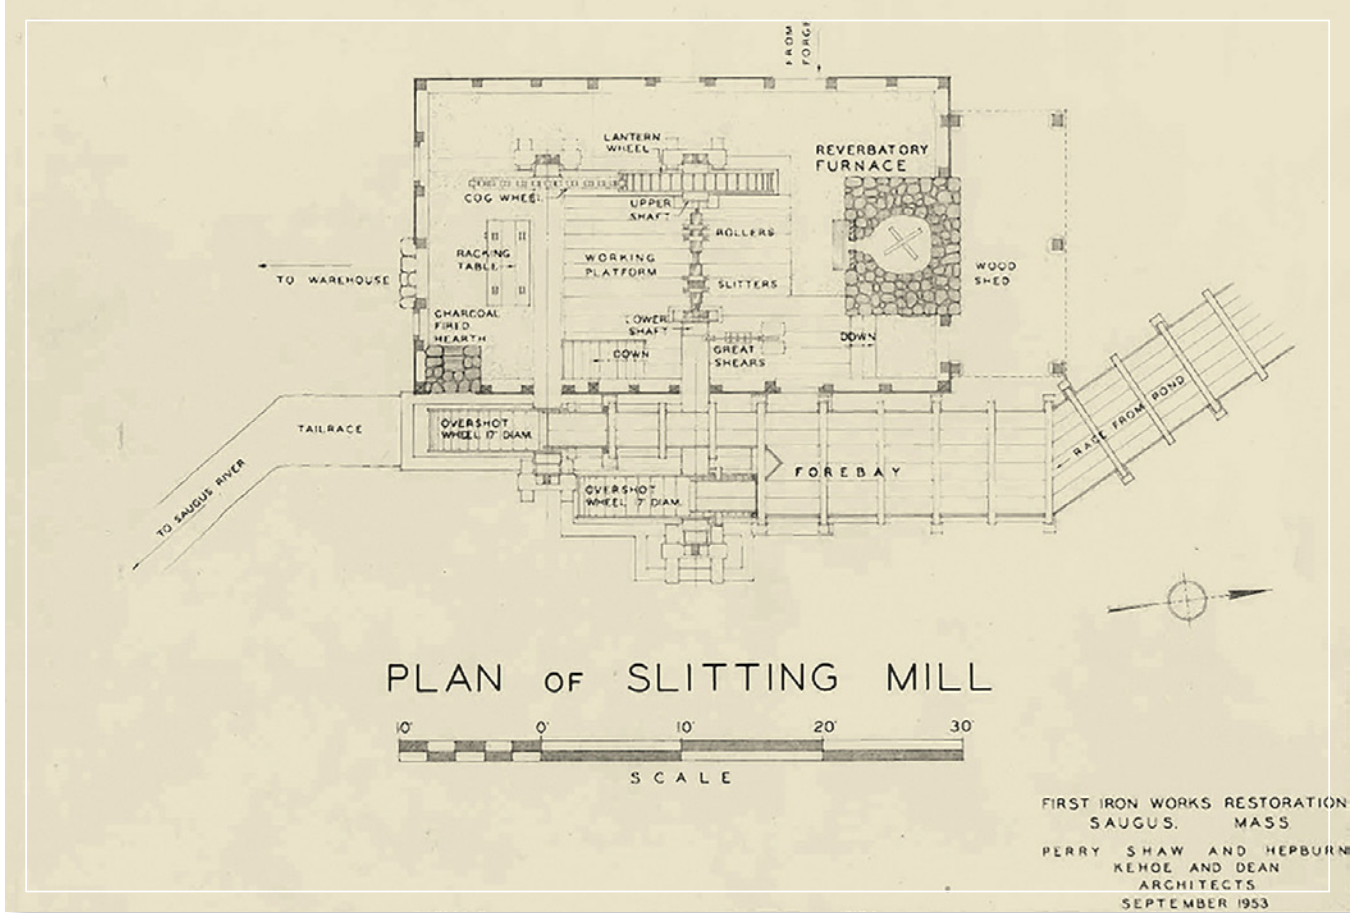 FROM
FORGE
LANTERN
WHEEL
REVERBATORY
FURNACE
COG WHEEL
UPPER
SHAFT
ROLLERS
RACKING
TABLE
WORKING
PLATFORM
TO WAREHOUSE
SLITTERS
WOOD
SHED
CHARCOAL
FIRED
HEARTH
LOWER
SHAFT
DOWN
GREAT
SHEARS
DOWN
RACE FROM POND
TAILRACE
OVERSHOT
WHEEL 17' DIAM.
FOREBAY
TO SAUGUS RIVER
OVERSHOT
WHEEL 7' DIAM.
PLAN OF SLITTING MILL
10' 0' 10' 20' 30'
SCALE
FIRST IRON WORKS RESTORATION
SAUGUS. MASS
PERRY SHAW AND HEPBURN
KEHOE AND DEAN
ARCHITECTS
SEPTEMBER 1953